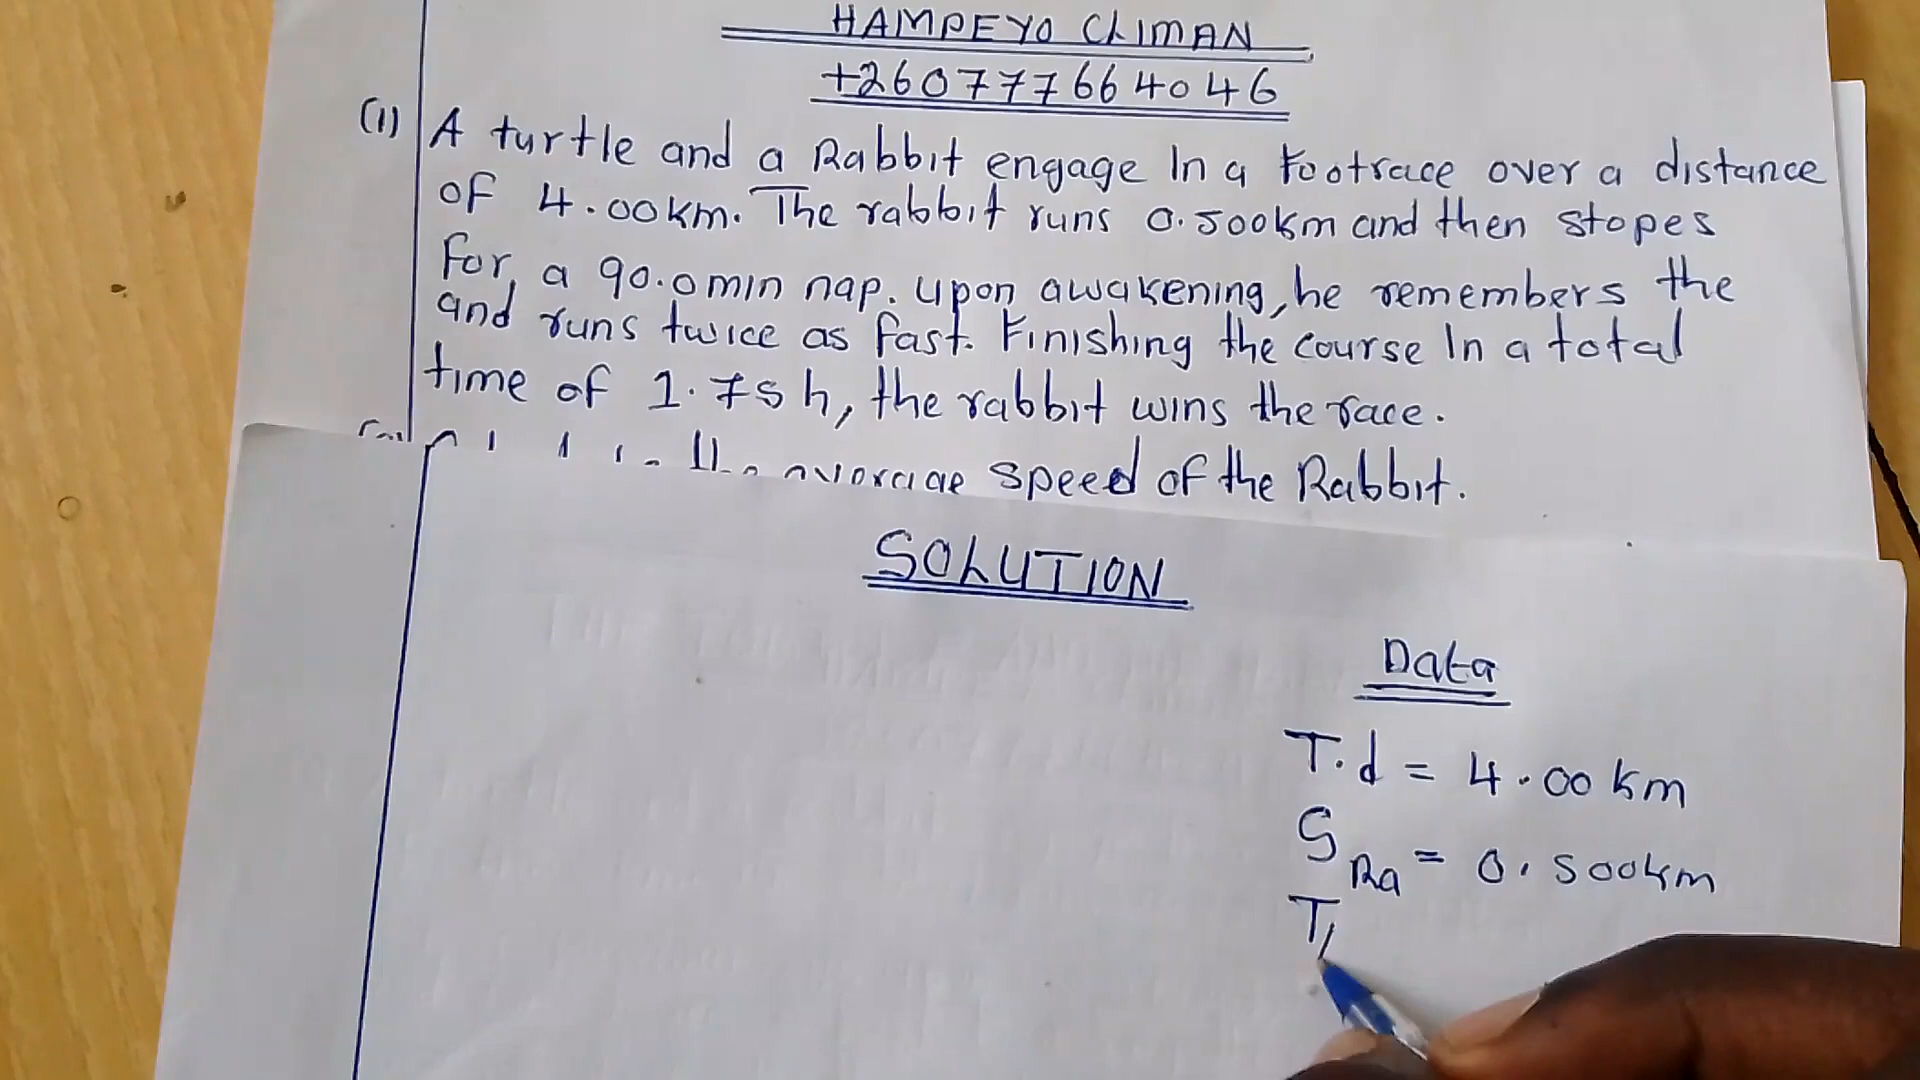 HAMPEYO CLIMAN
+260777664046
(1) A turtle and a Rabbit engage In a footrace over a distance
of 4.00km. The rabbit runs 0.500km and then stopes
For a 90.0min nap. Upon awakening, he remembers the
and runs twice as fast. Finishing the course In a total
time of 1.75h, the rabbit wins the race.
average speed of the Rabbit.
SOLUTION
Data
T.d = 4.00km
S Ra = 0.500km
T